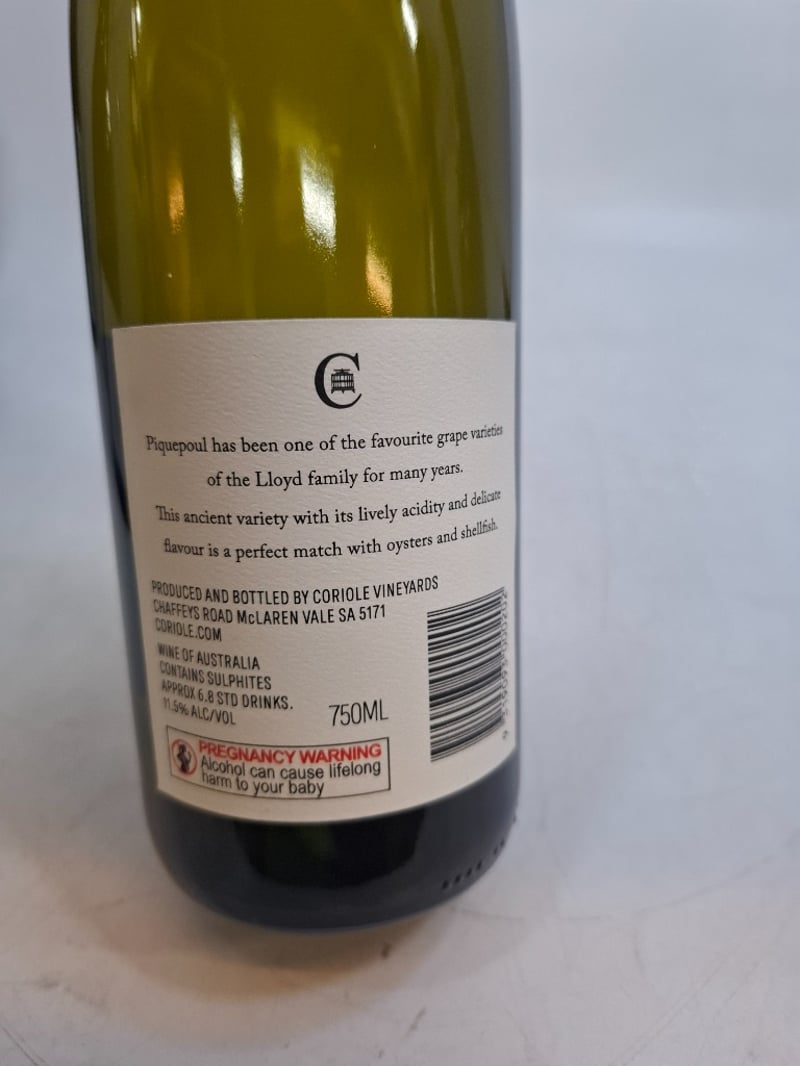 C
Piquepoul has been one of the favourite grape varieties
of the Lloyd family for many years.
This ancient variety with its lively acidity and delicate
flavour is a perfect match with oysters and shellfish.
PRODUCED AND BOTTLED BY CORIOLE VINEYARDS
CHAFFEYS ROAD McLAREN VALE SA 5171
CORIOLE.COM
WINE OF AUSTRALIA
CONTAINS SULPHITES
APPROX 6.8 STD DRINKS.
11.5% ALC/VOL
750ML
PREGNANCY WARNING
Alcohol can cause lifelong
harm to your baby